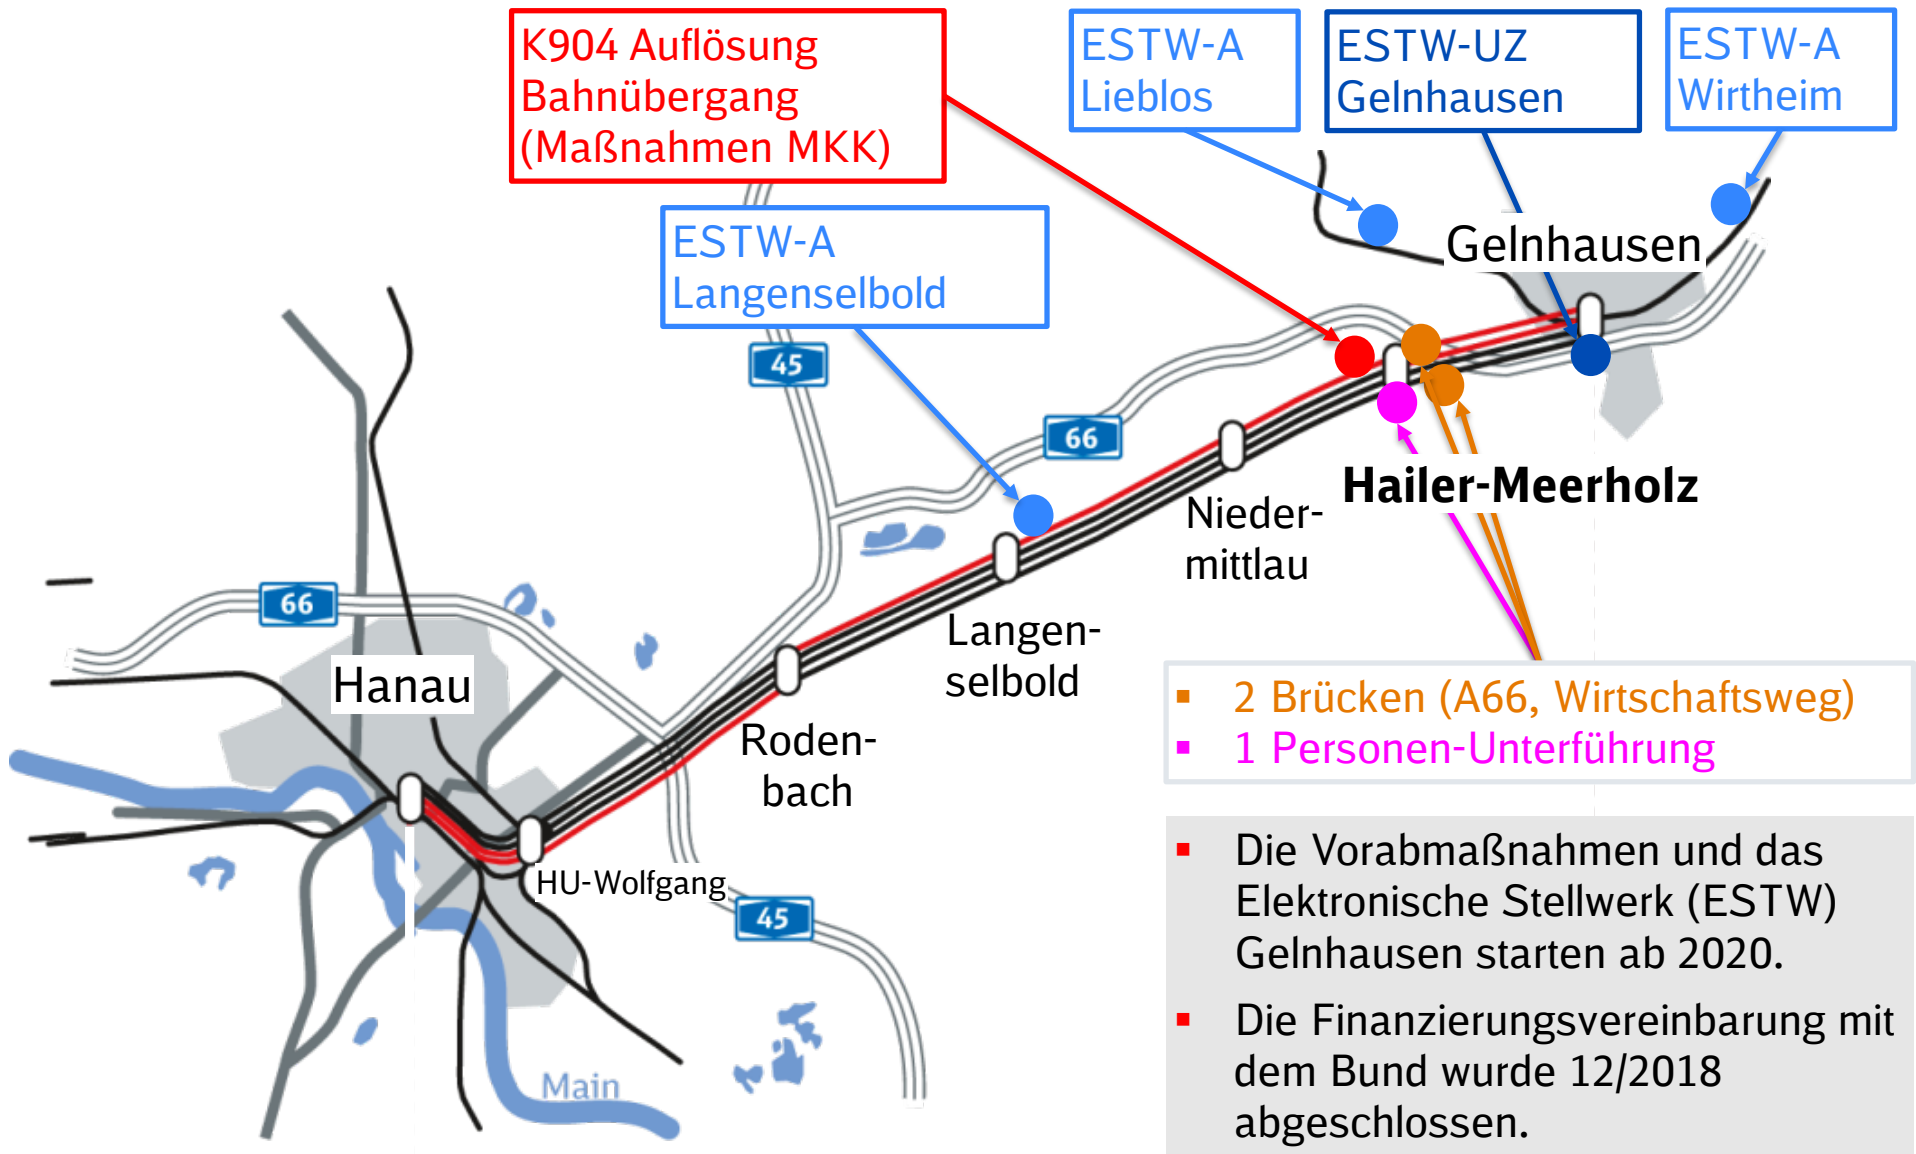 K904 Auflösung
Bahnübergang
(Maßnahmen MKK)
ESTW-A
Lieblos
ESTW-UZ
Gelnhausen
ESTW-A
Wirtheim
ESTW-A
Langenselbold
Gelnhausen
45
66
Hailer-Meerholz
Nieder-
mittlau
66
Langen-
selbold
Hanau
Roden-
bach
▪ 2 Brücken (A66, Wirtschaftsweg)
▪ 1 Personen-Unterführung
HU-Wolfgang
45
Main
▪ Die Vorabmaßnahmen und das
Elektronische Stellwerk (ESTW)
Gelnhausen starten ab 2020.
▪ Die Finanzierungsvereinbarung mit
dem Bund wurde 12/2018
abgeschlossen.